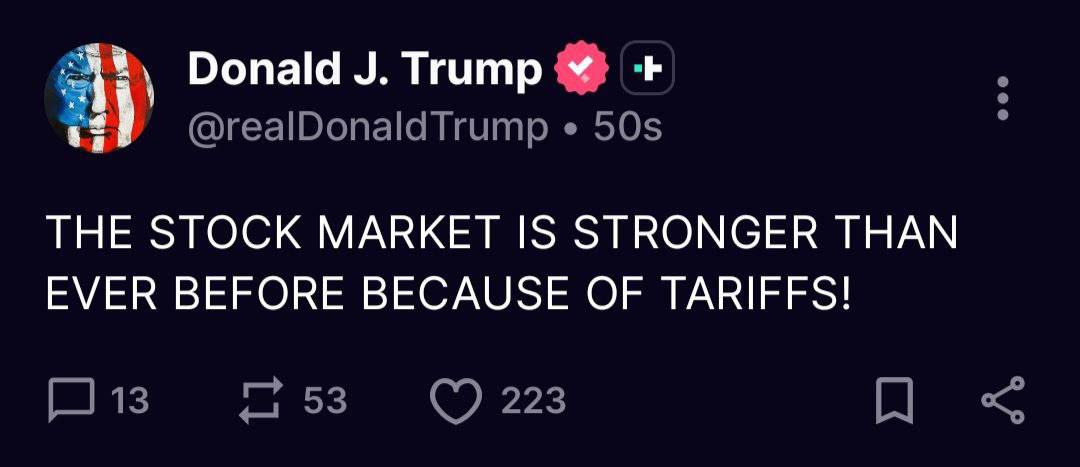 Donald J. Trump
@realDonaldTrump • 50s
THE STOCK MARKET IS STRONGER THAN
EVER BEFORE BECAUSE OF TARIFFS!
13 53 223